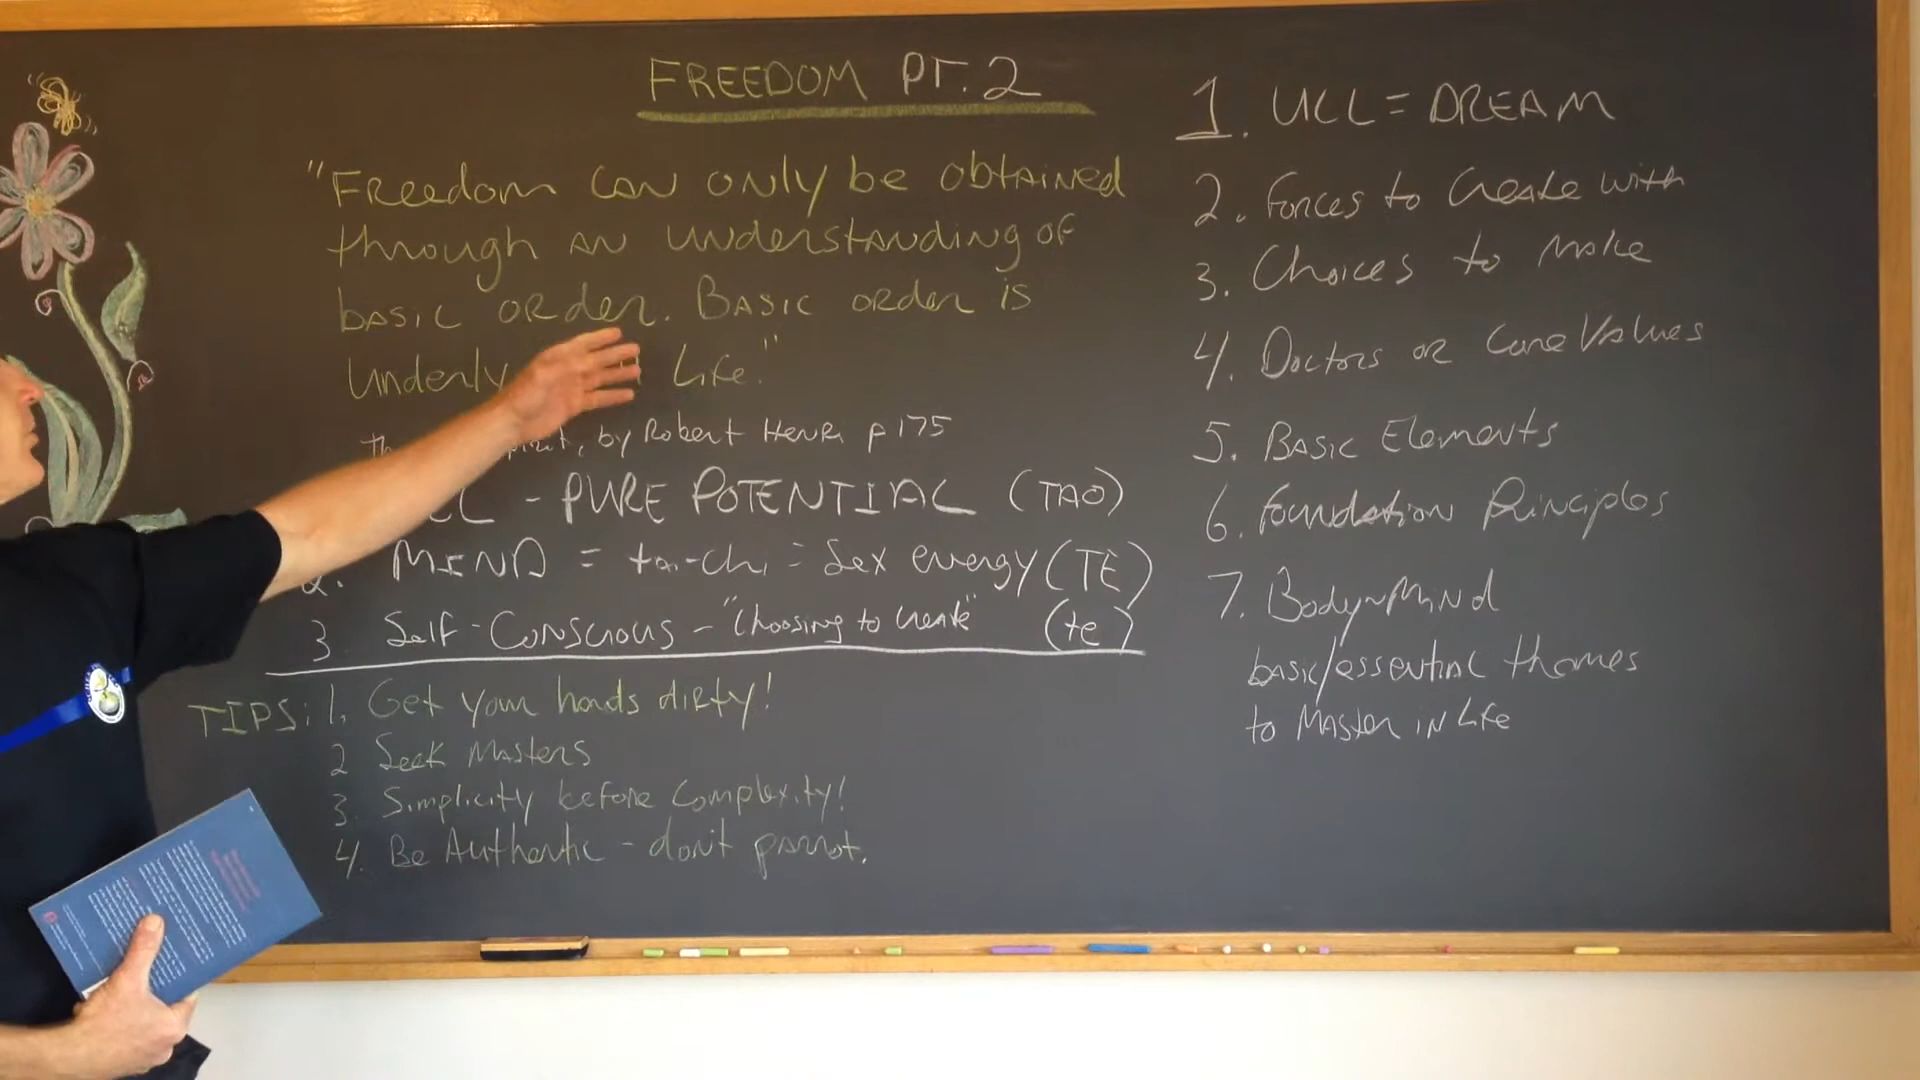 FREEDOM PT. 2
"Freedom can only be obtained
through an understanding of
basic order. Basic order is
underly Life."
by Robert Henri p 175
- PURE POTENTIAL (TAO)
2. MIND = tai-chi = Sex energy (TE)
3 Self-Conscious - "Choosing to create" (te)
TIPS: 1. Get your hands dirty!
2 Seek Masters
3. Simplicity before Complexity!
4. Be Authentic - don't parrot.
1. UCL = DREAM
2. Forces to Create with
3. Choices to make
4. Doctors or Core Values
5. Basic Elements
6. Foundation Principles
7. Body~Mind
basic/essential themes
to Master in Life